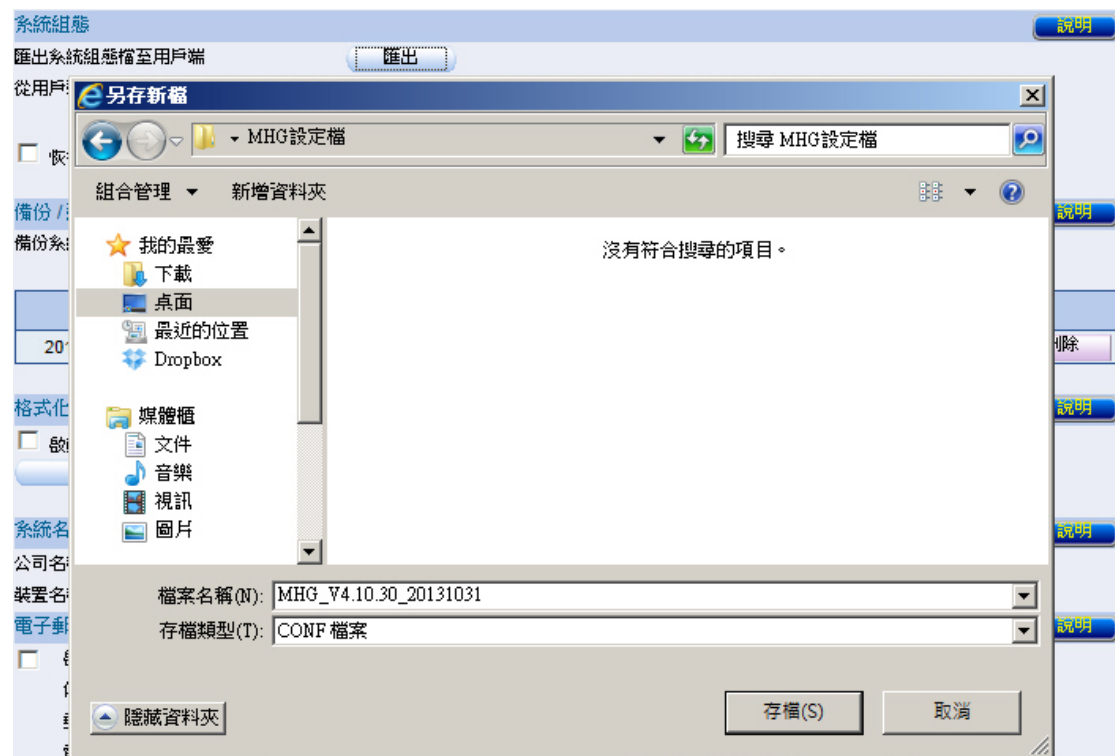 系統組態
說明
匯出系統組態檔至用戶端
匯出
從用戶
另存新檔
MHG設定檔
搜尋 MHG設定檔
組合管理
新增資料夾
備份 /
說明
備份系
我的最愛
下載
桌面
最近的位置
Dropbox
沒有符合搜尋的項目。
201
刪除
媒體櫃
文件
音樂
視訊
圖片
格式化
說明
系統名
說明
公司名
裝置名
檔案名稱(N):
MHG_V4.10.30_20131031
存檔類型(T):
CONF 檔案
電子郵
說明
隱藏資料夾
存檔(S)
取消